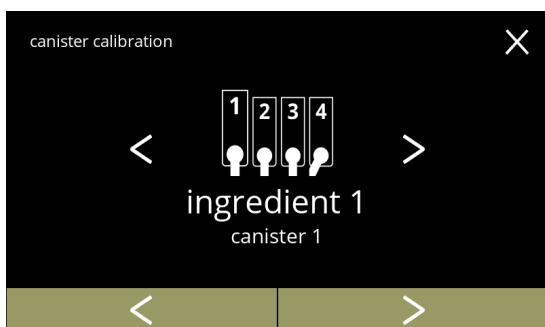 canister calibration
1 2 3 4
ingredient 1
canister 1